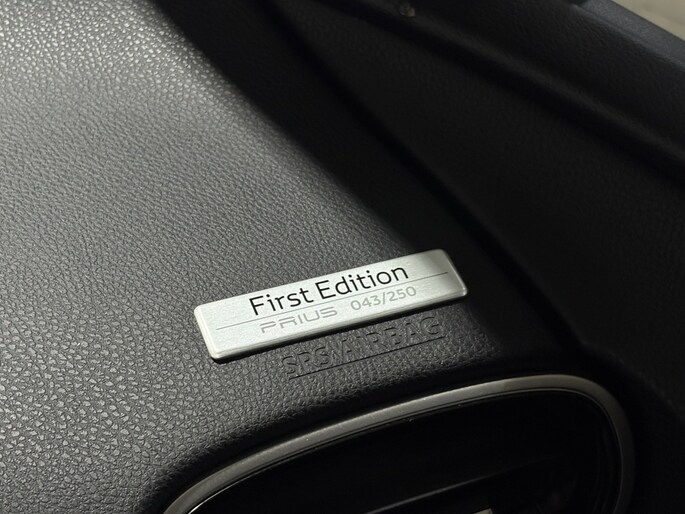 First Edition
PRIUS 043/250
SRS AIRBAG